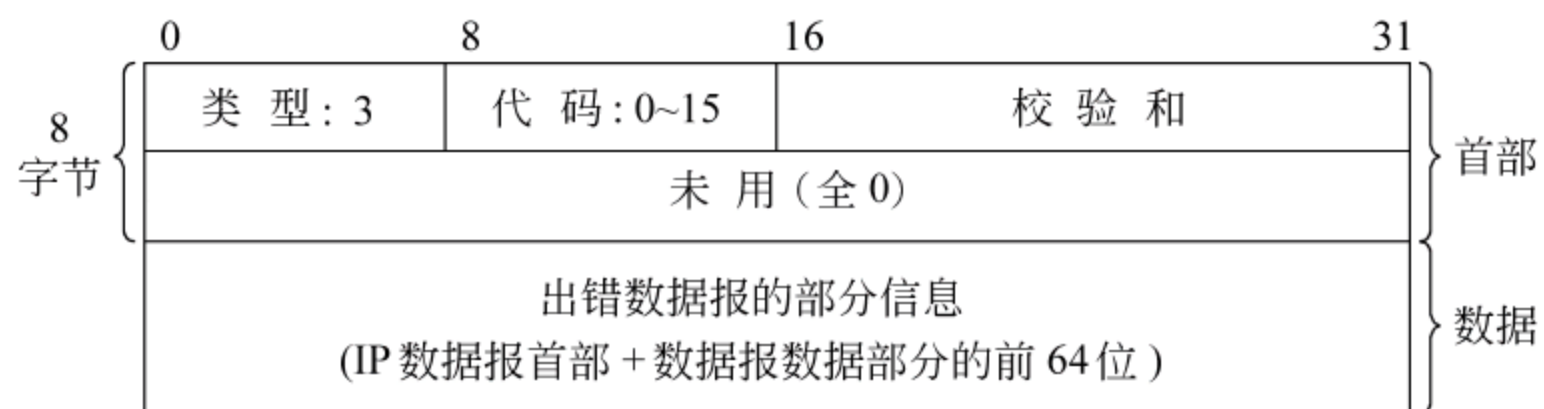 0 8 16 31
类 型: 3 代 码:0~15 校 验 和
8
字节
首部
未 用 (全 0)
出错数据报的部分信息
(IP 数据报首部 + 数据报数据部分的前 64 位 )
数据